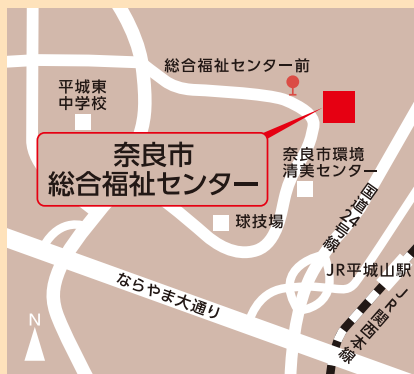 総合福祉センター前
平城東
中学校
奈良市
総合福祉センター
奈良市環境
清美センター
国道24号線
球技場
JR平城山駅
ならやま大通り
JR関西本線
N